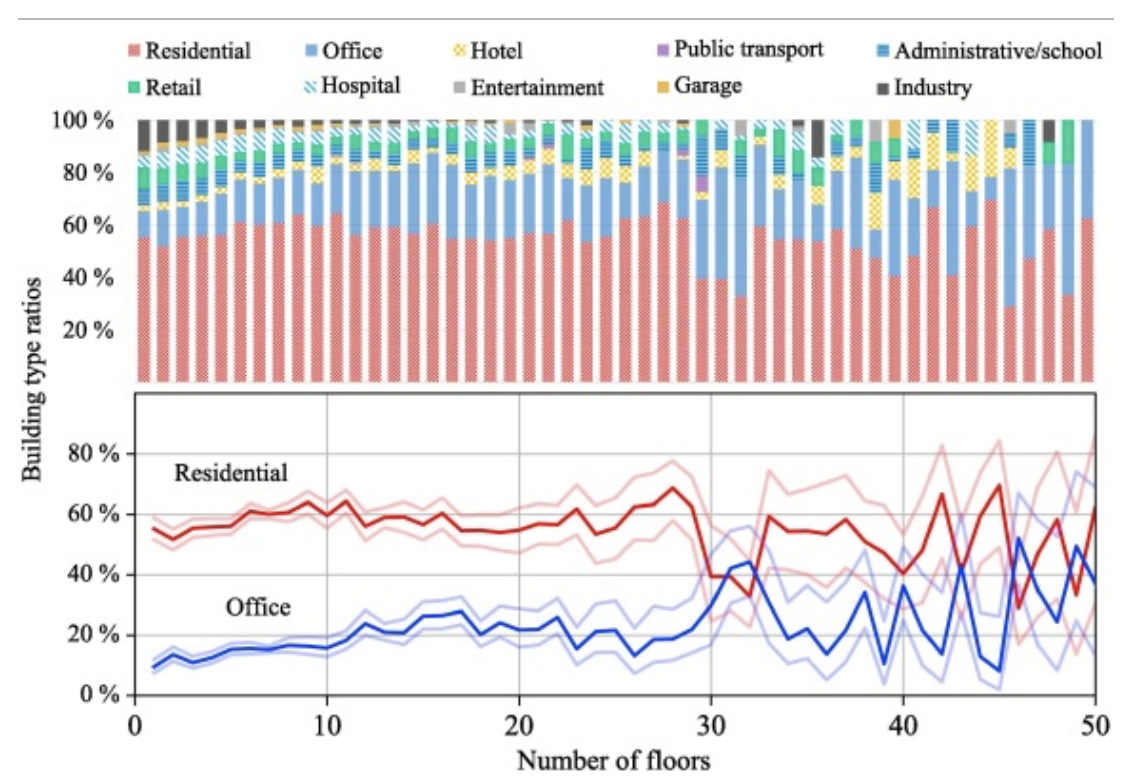 Residential Office Hotel Public transport Administrative/school
Retail Hospital Entertainment Garage Industry
100 %
80 %
60 %
40 %
20 %
Building type ratios
80 %
Residential
60 %
40 %
Office
20 %
0 %
0 10 20 30 40 50
Number of floors